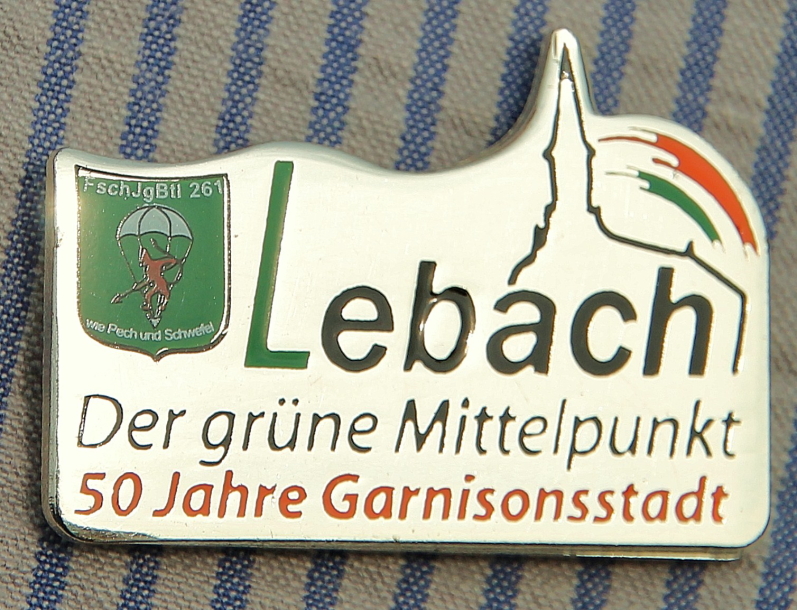 FschJgBtl 261
wie Pech und Schwefel
Lebach
Der grüne Mittelpunkt
50 Jahre Garnisonsstadt